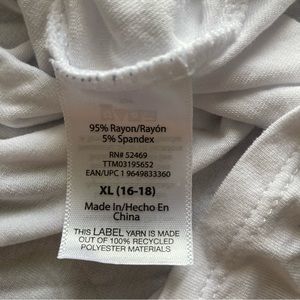 95% Rayon/Rayón
5% Spandex
RN# 52469
TTM03195652
EAN/UPC 1 9649833360
XL (16-18)
Made In/Hecho En
China
THIS LABEL YARN IS MADE
OUT OF 100% RECYCLED
POLYESTER MATERIALS